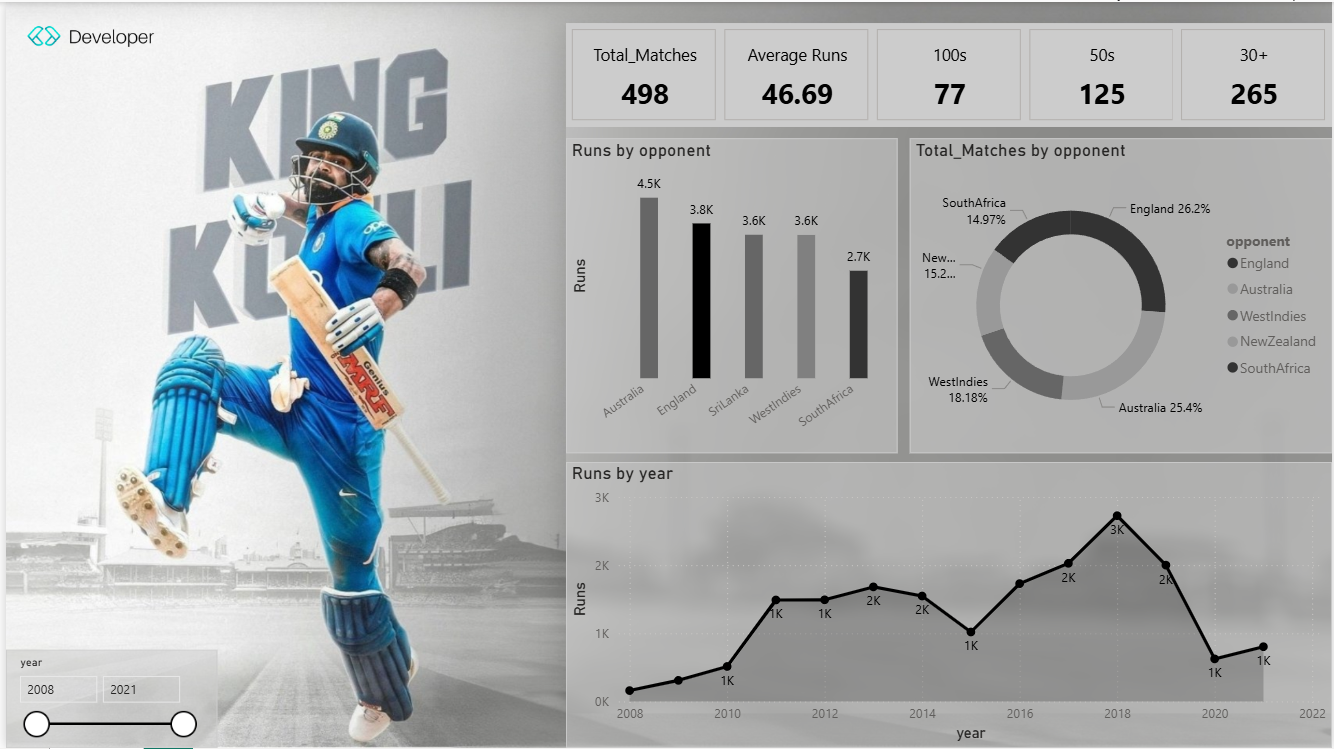 Developer
KING
KOHLI
Genius
MRF
year
2008 2021
Total_Matches
498
Average Runs
46.69
100s
77
50s
125
30+
265
Runs by opponent
Runs
4.5K
3.8K
3.6K
3.6K
2.7K
Australia
England
SriLanka
WestIndies
SouthAfrica
Total_Matches by opponent
SouthAfrica
14.97%
England 26.2%
New...
15.2...
WestIndies
18.18%
Australia 25.4%
opponent
England
Australia
WestIndies
NewZealand
SouthAfrica
Runs by year
Runs
3K
2K
1K
0K
1K
1K
1K
2K
2K
1K
2K
3K
2K
1K
1K
2008 2010 2012 2014 2016 2018 2020 2022
year